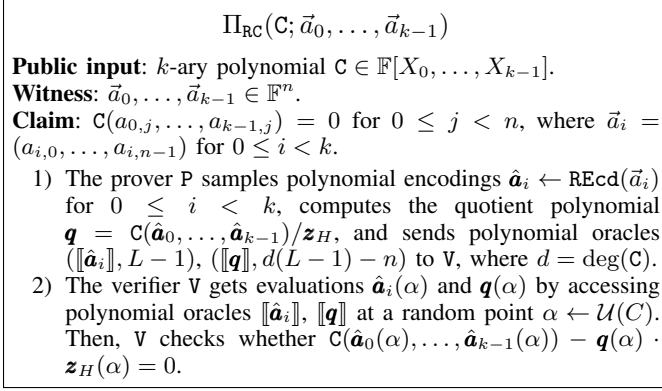 Π_RC(C; a⃗_0, …, a⃗_{k−1})
Public input: k-ary polynomial C ∈ 𝔽[X_0, …, X_{k−1}].
Witness: a⃗_0, …, a⃗_{k−1} ∈ 𝔽^n.
Claim: C(a_{0,j}, …, a_{k−1,j}) = 0 for 0 ≤ j < n, where a⃗_i =
(a_{i,0}, …, a_{i,n−1}) for 0 ≤ i < k.
1) The prover P samples polynomial encodings â_i ← REcd(a⃗_i)
for 0 ≤ i < k, computes the quotient polynomial
q = C(â_0, …, â_{k−1})/z_H, and sends polynomial oracles
(⟦â_i⟧, L − 1), (⟦q⟧, d(L − 1) − n) to V, where d = deg(C).
2) The verifier V gets evaluations â_i(α) and q(α) by accessing
polynomial oracles ⟦â_i⟧, ⟦q⟧ at a random point α ← 𝒰(C).
Then, V checks whether C(â_0(α), …, â_{k−1}(α)) − q(α) ·
z_H(α) = 0.